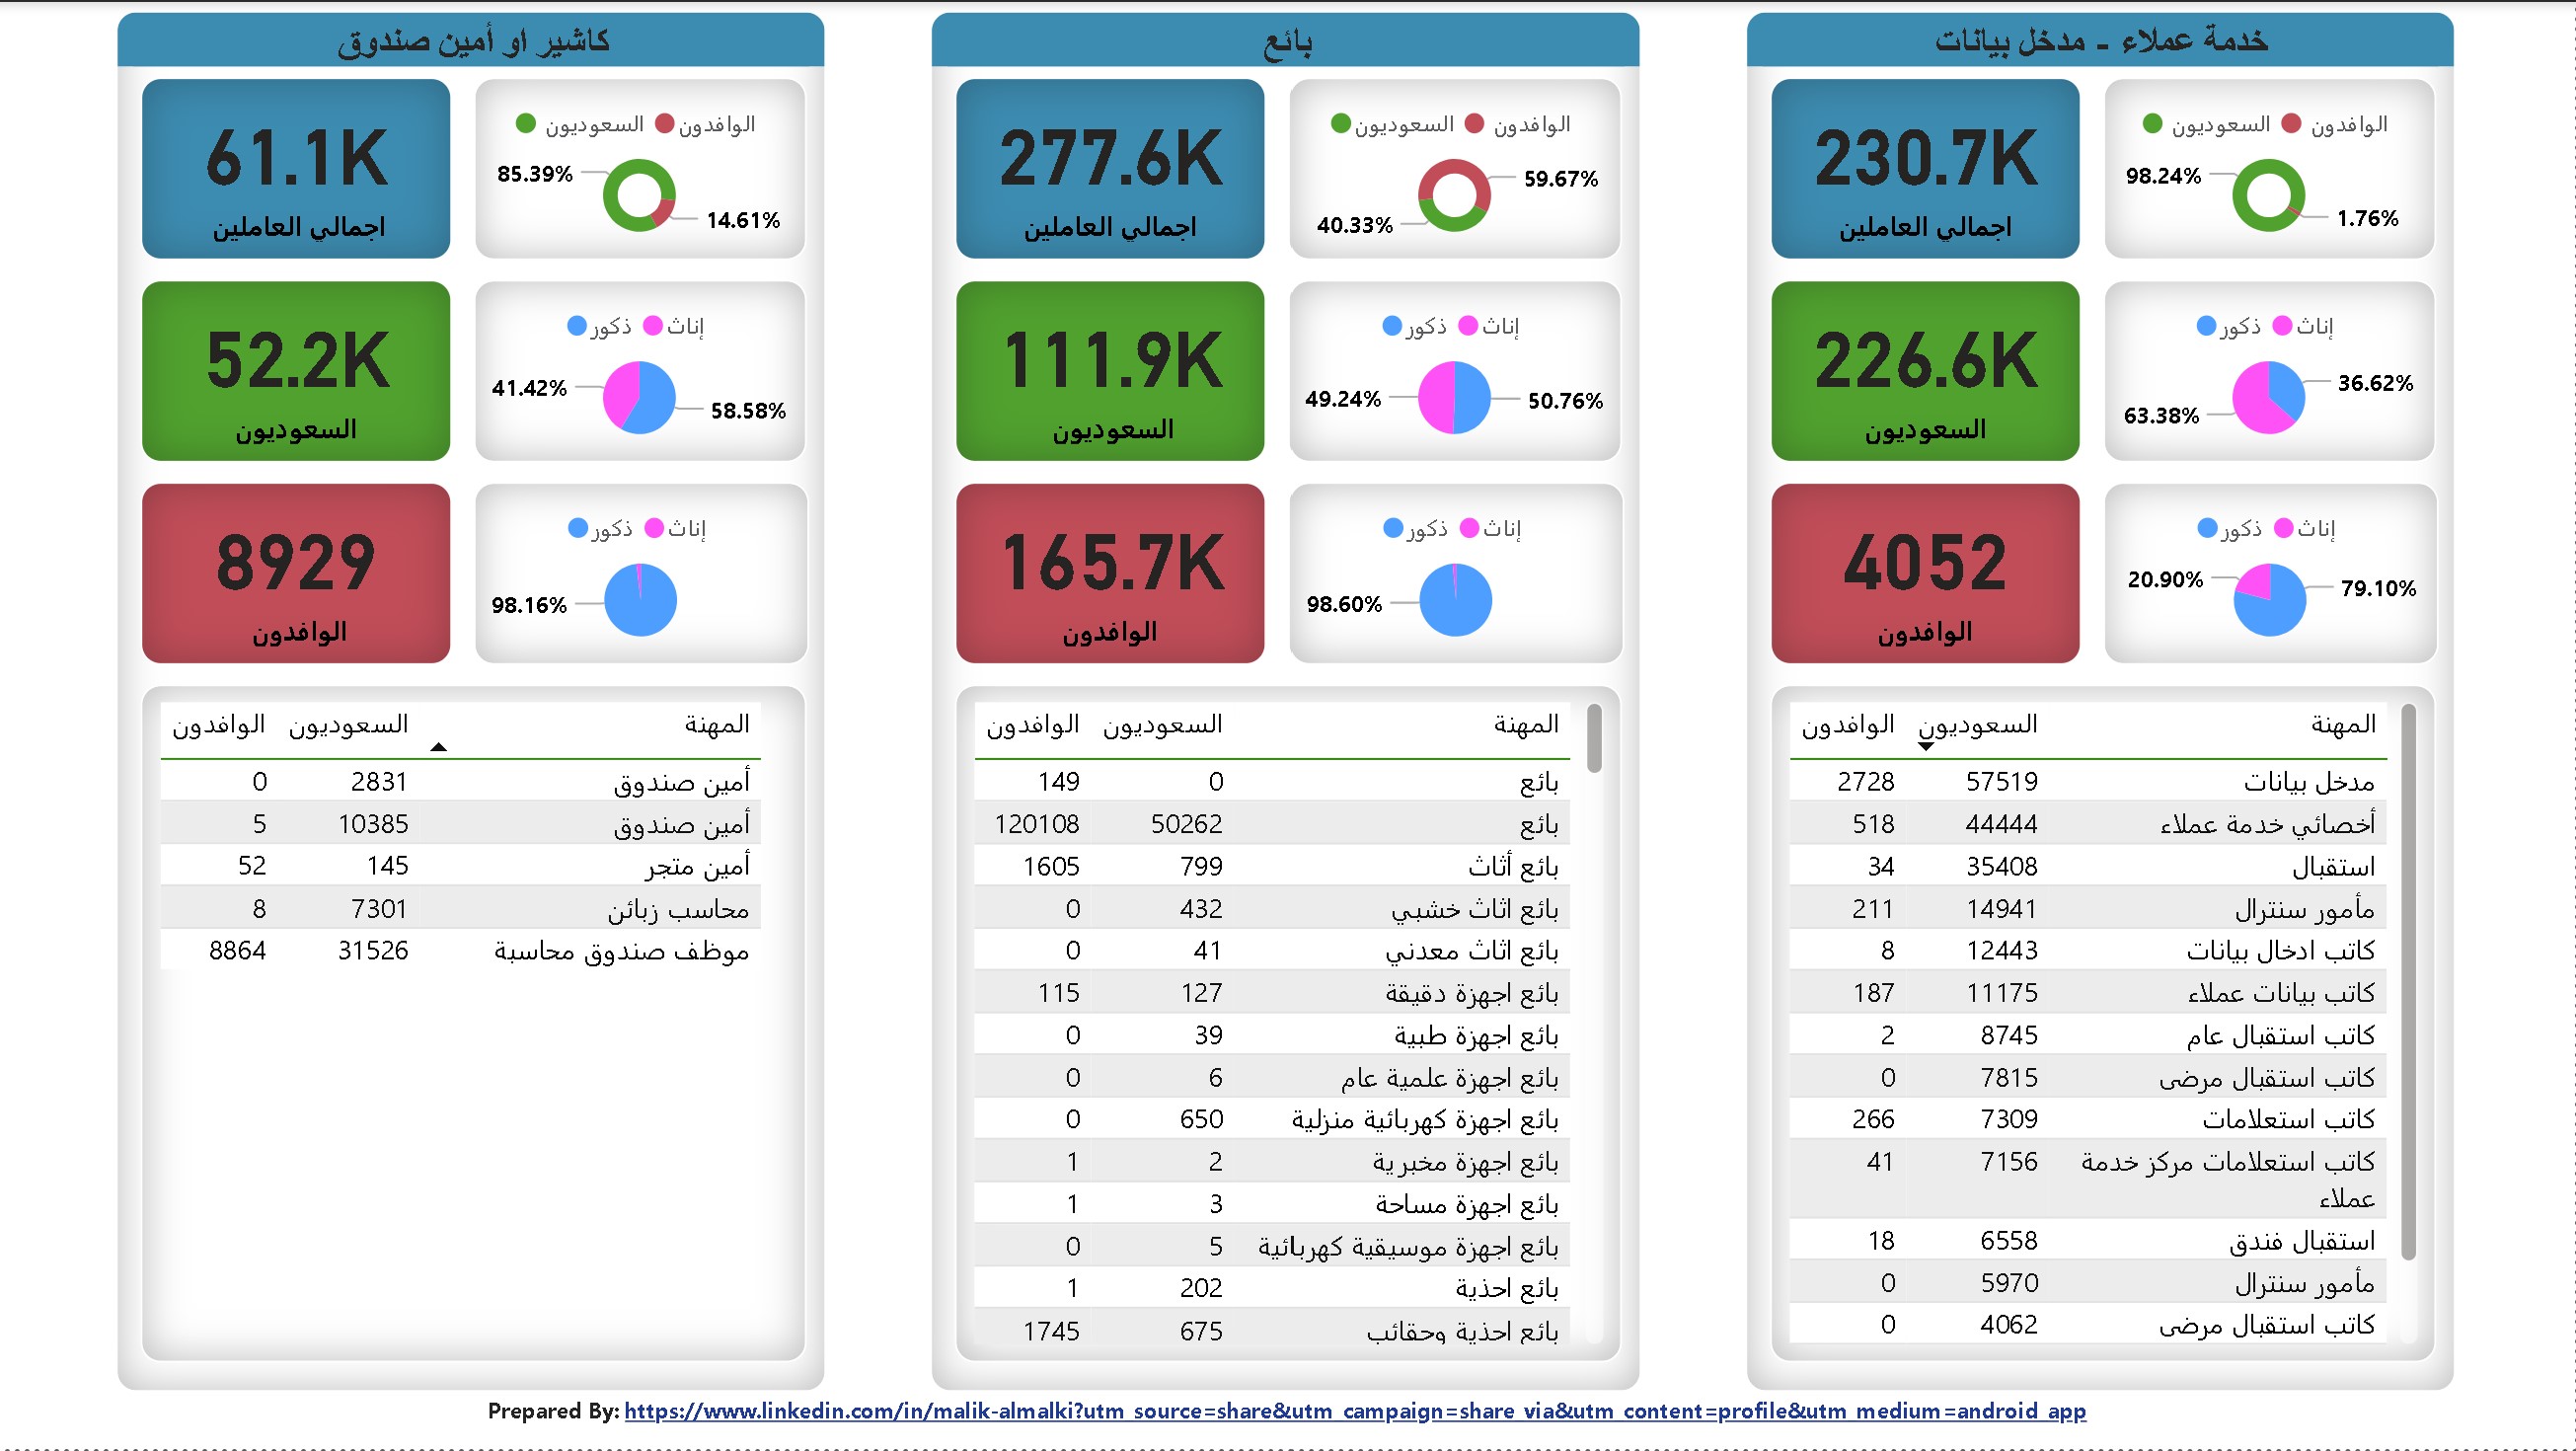 خدمة عملاء - مدخل بيانات
230.7K
اجمالي العاملين
السعوديون الوافدون
98.24%
1.76%
226.6K
السعوديون
ذكور إناث
36.62%
63.38%
4052
الوافدون
ذكور إناث
20.90%
79.10%
المهنة السعوديون الوافدون
مدخل بيانات 57519 2728
أخصائي خدمة عملاء 44444 518
استقبال 35408 34
مأمور سنترال 14941 211
كاتب ادخال بيانات 12443 8
كاتب بيانات عملاء 11175 187
كاتب استقبال عام 8745 2
كاتب استقبال مرضى 7815 0
كاتب استعلامات 7309 266
كاتب استعلامات مركز خدمة 7156 41
عملاء
استقبال فندق 6558 18
مأمور سنترال 5970 0
كاتب استقبال مرضى 4062 0
بائع
277.6K
اجمالي العاملين
السعوديون الوافدون
59.67%
40.33%
111.9K
السعوديون
ذكور إناث
49.24%
50.76%
165.7K
الوافدون
ذكور إناث
98.60%
المهنة السعوديون الوافدون
بائع 0 149
بائع 50262 120108
بائع أثاث 799 1605
بائع اثاث خشبي 432 0
بائع اثاث معدني 41 0
بائع اجهزة دقيقة 127 115
بائع اجهزة طبية 39 0
بائع اجهزة علمية عام 6 0
بائع اجهزة كهربائية منزلية 650 0
بائع اجهزة مخبرية 2 1
بائع اجهزة مساحة 3 1
بائع اجهزة موسيقية كهربائية 5 0
بائع احذية 202 1
بائع احذية وحقائب 675 1745
كاشير او أمين صندوق
61.1K
اجمالي العاملين
السعوديون الوافدون
85.39%
14.61%
52.2K
السعوديون
ذكور إناث
41.42%
58.58%
8929
الوافدون
ذكور إناث
98.16%
المهنة السعوديون الوافدون
أمين صندوق 2831 0
أمين صندوق 10385 5
أمين متجر 145 52
محاسب زبائن 7301 8
موظف صندوق محاسبة 31526 8864
Prepared By: https://www.linkedin.com/in/malik-almalki?utm_source=share&utm_campaign=share_via&utm_content=profile&utm_medium=android_app